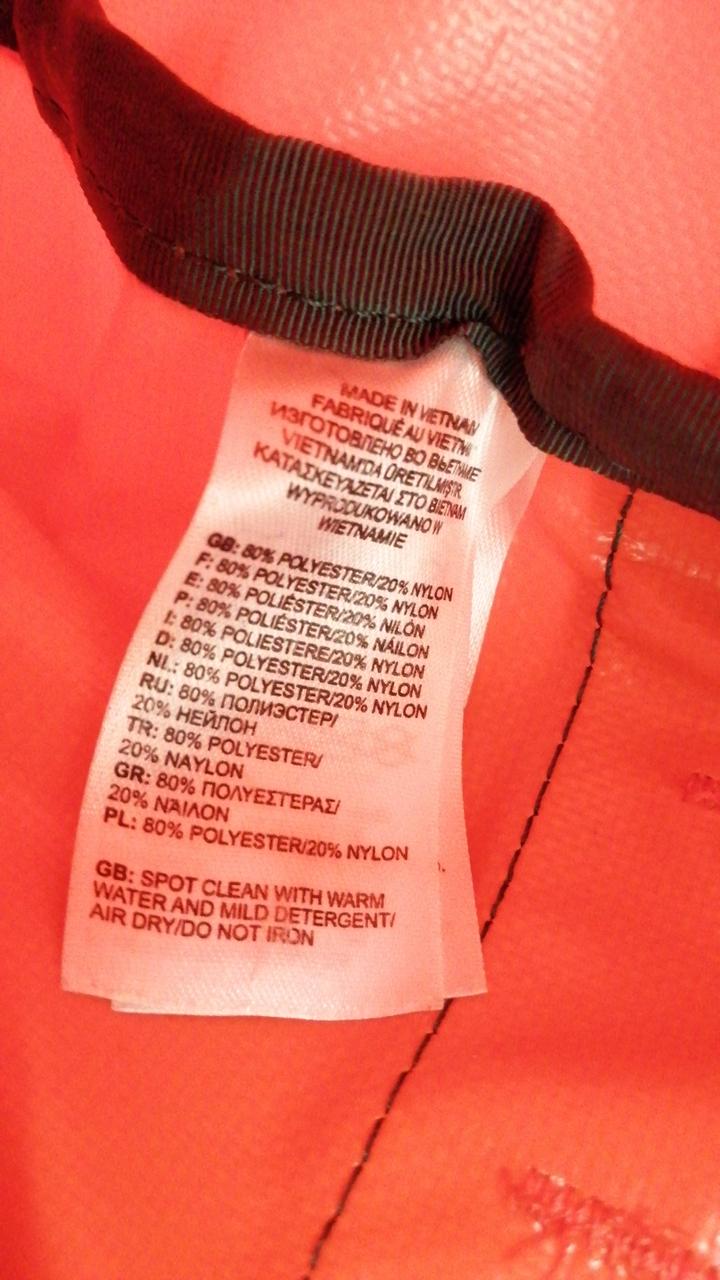 MADE IN VIETNAM
FABRIQUÉ AU VIETN
ИЗГОТОВЛЕНО ВО ВЬЕТНАМЕ
VIETNAM'DA ÜRETILMIŞTIR.
ΚΑΤΑΣΚΕΥΑΖΕΤΑΙ ΣΤΟ ΒΙΕΤΝΑΜ
WYPRODUKOWANO W
WIETNAMIE
GB: 80% POLYESTER/20% NYLON
F: 80% POLYESTER/20% NYLON
E: 80% POLIÉSTER/20% NILÓN
P: 80% POLIÉSTER/20% NÁILON
I: 80% POLIESTERE/20% NYLON
D: 80% POLYESTER/20% NYLON
NL: 80% POLYESTER/20% NYLON
RU: 80% ПОЛИЭСТЕР/
20% НЕЙЛОН
TR: 80% POLYESTER/
20% NAYLON
GR: 80% ΠΟΛΥΕΣΤΕΡΑΣ/
20% ΝΑΙΛΟΝ
PL: 80% POLYESTER/20% NYLON
GB: SPOT CLEAN WITH WARM
WATER AND MILD DETERGENT/
AIR DRY/DO NOT IRON